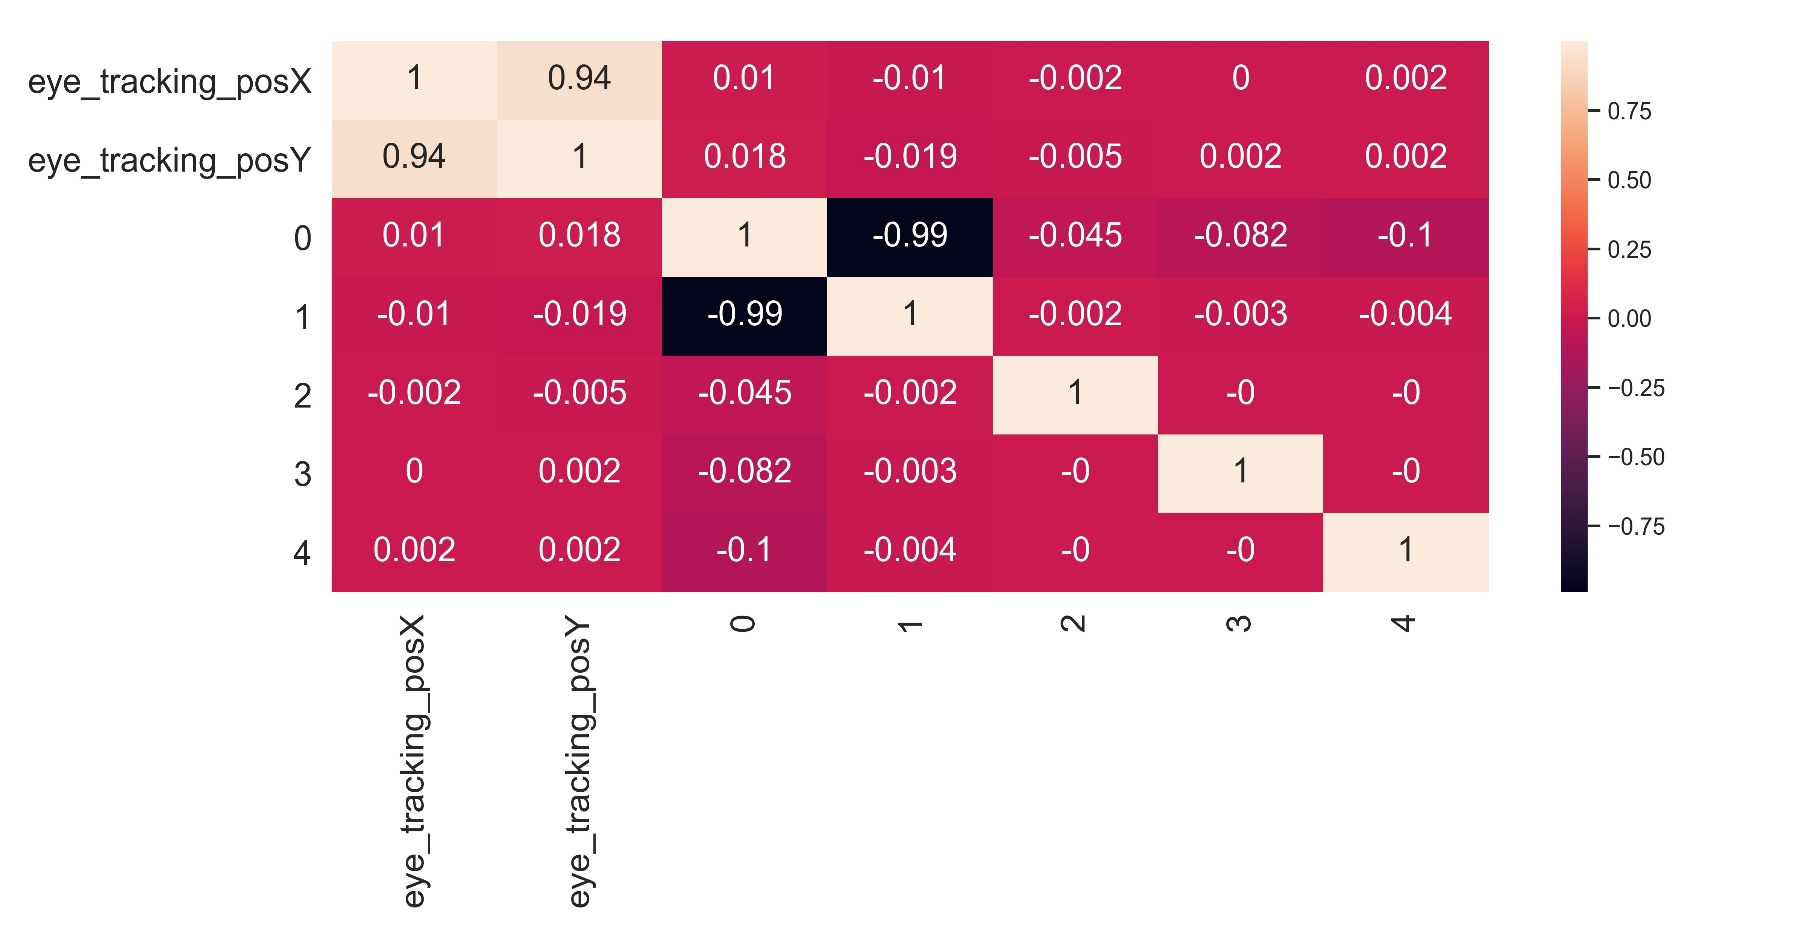 eye_tracking_posX 1 0.94 0.01 -0.01 -0.002 0 0.002
eye_tracking_posY 0.94 1 0.018 -0.019 -0.005 0.002 0.002
0 0.01 0.018 1 -0.99 -0.045 -0.082 -0.1
1 -0.01 -0.019 -0.99 1 -0.002 -0.003 -0.004
2 -0.002 -0.005 -0.045 -0.002 1 -0 -0
3 0 0.002 -0.082 -0.003 -0 1 -0
4 0.002 0.002 -0.1 -0.004 -0 -0 1
eye_tracking_posX eye_tracking_posY 0 1 2 3 4
0.75
0.50
0.25
0.00
−0.25
−0.50
−0.75